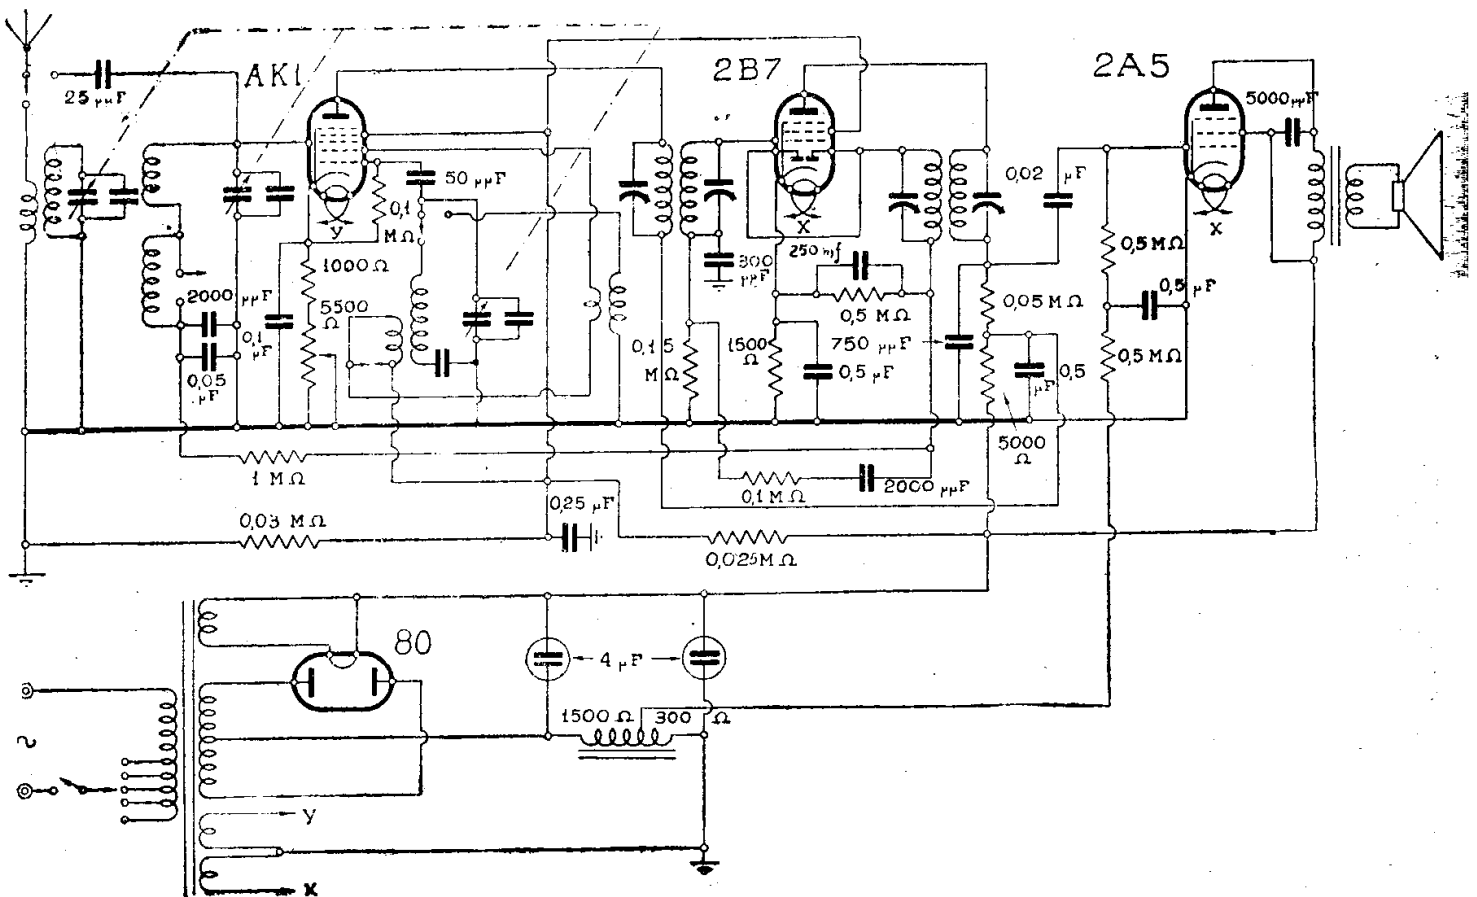 AK1
2B7
2A5
25 μμF
5000 μμF
50 μμF
0,1
MΩ
Y
X
X
0,02
μF
1000 Ω
300
μμF
250 mf
0,5 MΩ
0,5
μF
2000 μμF
5500
Ω
0,5 MΩ
0,05 MΩ
0,1
μF
0,15
MΩ
1500
Ω
750 μμF
0,5 MΩ
0,05
μF
0,5 μF
0,5
μF
5000
Ω
1 MΩ
0,1 MΩ
2000 μμF
0,03 MΩ
0,25 μF
0,025 MΩ
80
4 μF
1500 Ω 300 Ω
~
Y
X